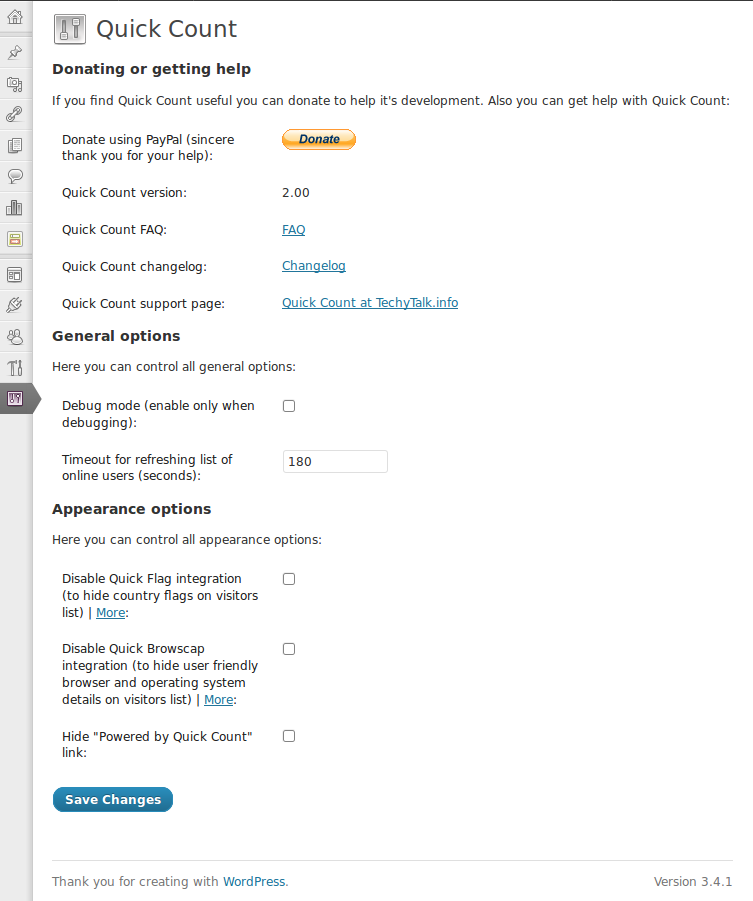 Quick Count
Donating or getting help
If you find Quick Count useful you can donate to help it's development. Also you can get help with Quick Count:
Donate using PayPal (sincere
thank you for your help):
Donate
Quick Count version:
2.00
Quick Count FAQ:
FAQ
Quick Count changelog:
Changelog
Quick Count support page:
Quick Count at TechyTalk.info
General options
Here you can control all general options:
Debug mode (enable only when
debugging):
Timeout for refreshing list of
online users (seconds):
180
Appearance options
Here you can control all appearance options:
Disable Quick Flag integration
(to hide country flags on visitors
list) | More:
Disable Quick Browscap
integration (to hide user friendly
browser and operating system
details on visitors list) | More:
Hide "Powered by Quick Count"
link:
Save Changes
Thank you for creating with WordPress.
Version 3.4.1